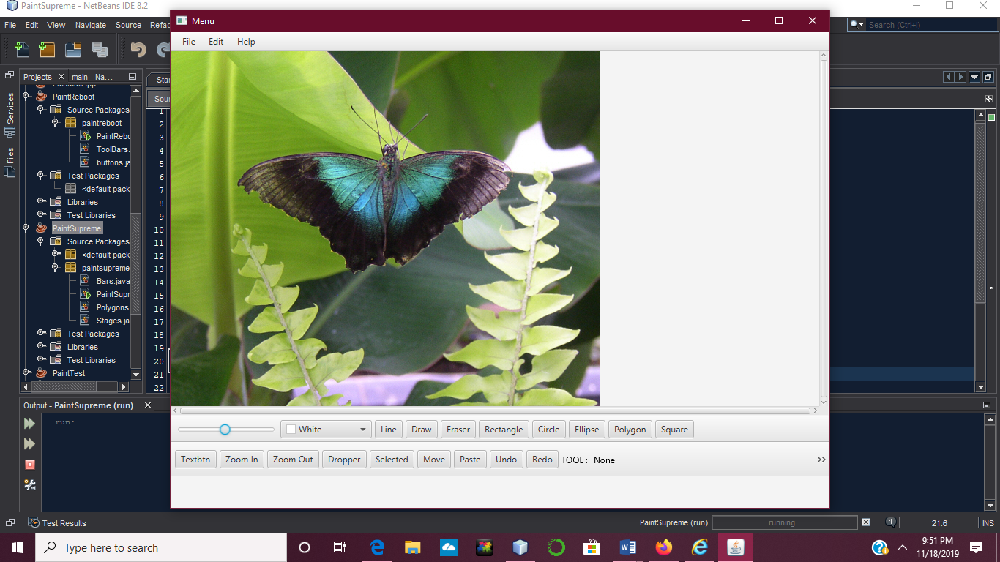 PaintSupreme - NetBeans IDE 8.2
File Edit View Navigate Source Refac
Search (Ctrl+I)
Menu
File Edit Help
Projects main - Na...
Star
Sour
Services
Files
PaintReboot
Source Packages
paintreboot
PaintRebo
ToolBars.
buttons.ja
Test Packages
<default pack
Libraries
Test Libraries
PaintSupreme
Source Packages
<default pack
paintsupreme
Bars.java
PaintSupr
Polygons
Stages.ja
Test Packages
Libraries
Test Libraries
PaintTest
1
2
3
4
5
6
7
8
9
10
11
12
13
14
15
16
17
18
19
20
21
22
Output - PaintSupreme (run)
run:
White Line Draw Eraser Rectangle Circle Ellipse Polygon Square
Textbtn Zoom In Zoom Out Dropper Selected Move Paste Undo Redo TOOL: None
Test Results
PaintSupreme (run) running... 1 21:6 INS
Type here to search
9:51 PM
11/18/2019